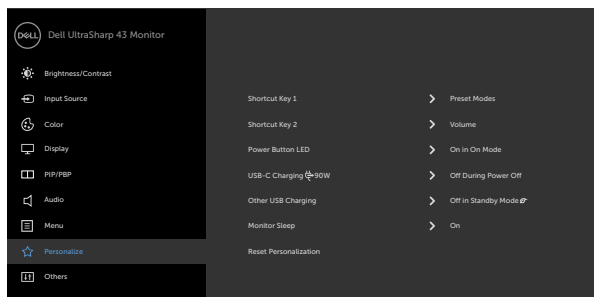 DELL Dell UltraSharp 43 Monitor
Brightness/Contrast
Input Source Shortcut Key 1 Preset Modes
Color Shortcut Key 2 Volume
Display Power Button LED On in On Mode
PIP/PBP USB-C Charging 90W Off During Power Off
Audio Other USB Charging Off in Standby Mode
Menu Monitor Sleep On
Personalize Reset Personalization
Others